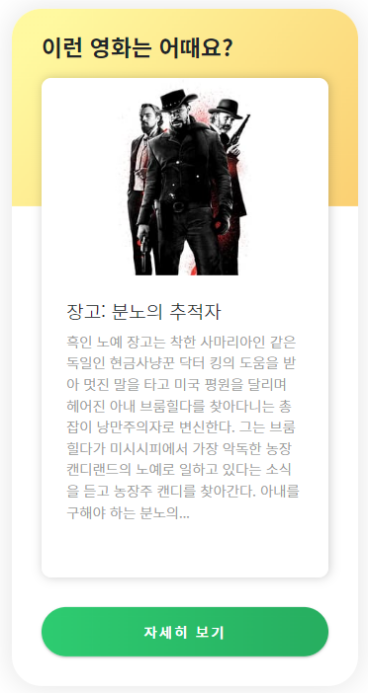 이런 영화는 어때요?
장고: 분노의 추적자
흑인 노예 장고는 착한 사마리아인 같은
독일인 현금사냥꾼 닥터 킹의 도움을 받
아 멋진 말을 타고 미국 평원을 달리며
헤어진 아내 브룸힐다를 찾아다니는 총
잡이 낭만주의자로 변신한다. 그는 브룸
힐다가 미시시피에서 가장 악독한 농장
캔디랜드의 노예로 일하고 있다는 소식
을 듣고 농장주 캔디를 찾아간다. 아내를
구해야 하는 분노의...
자세히 보기